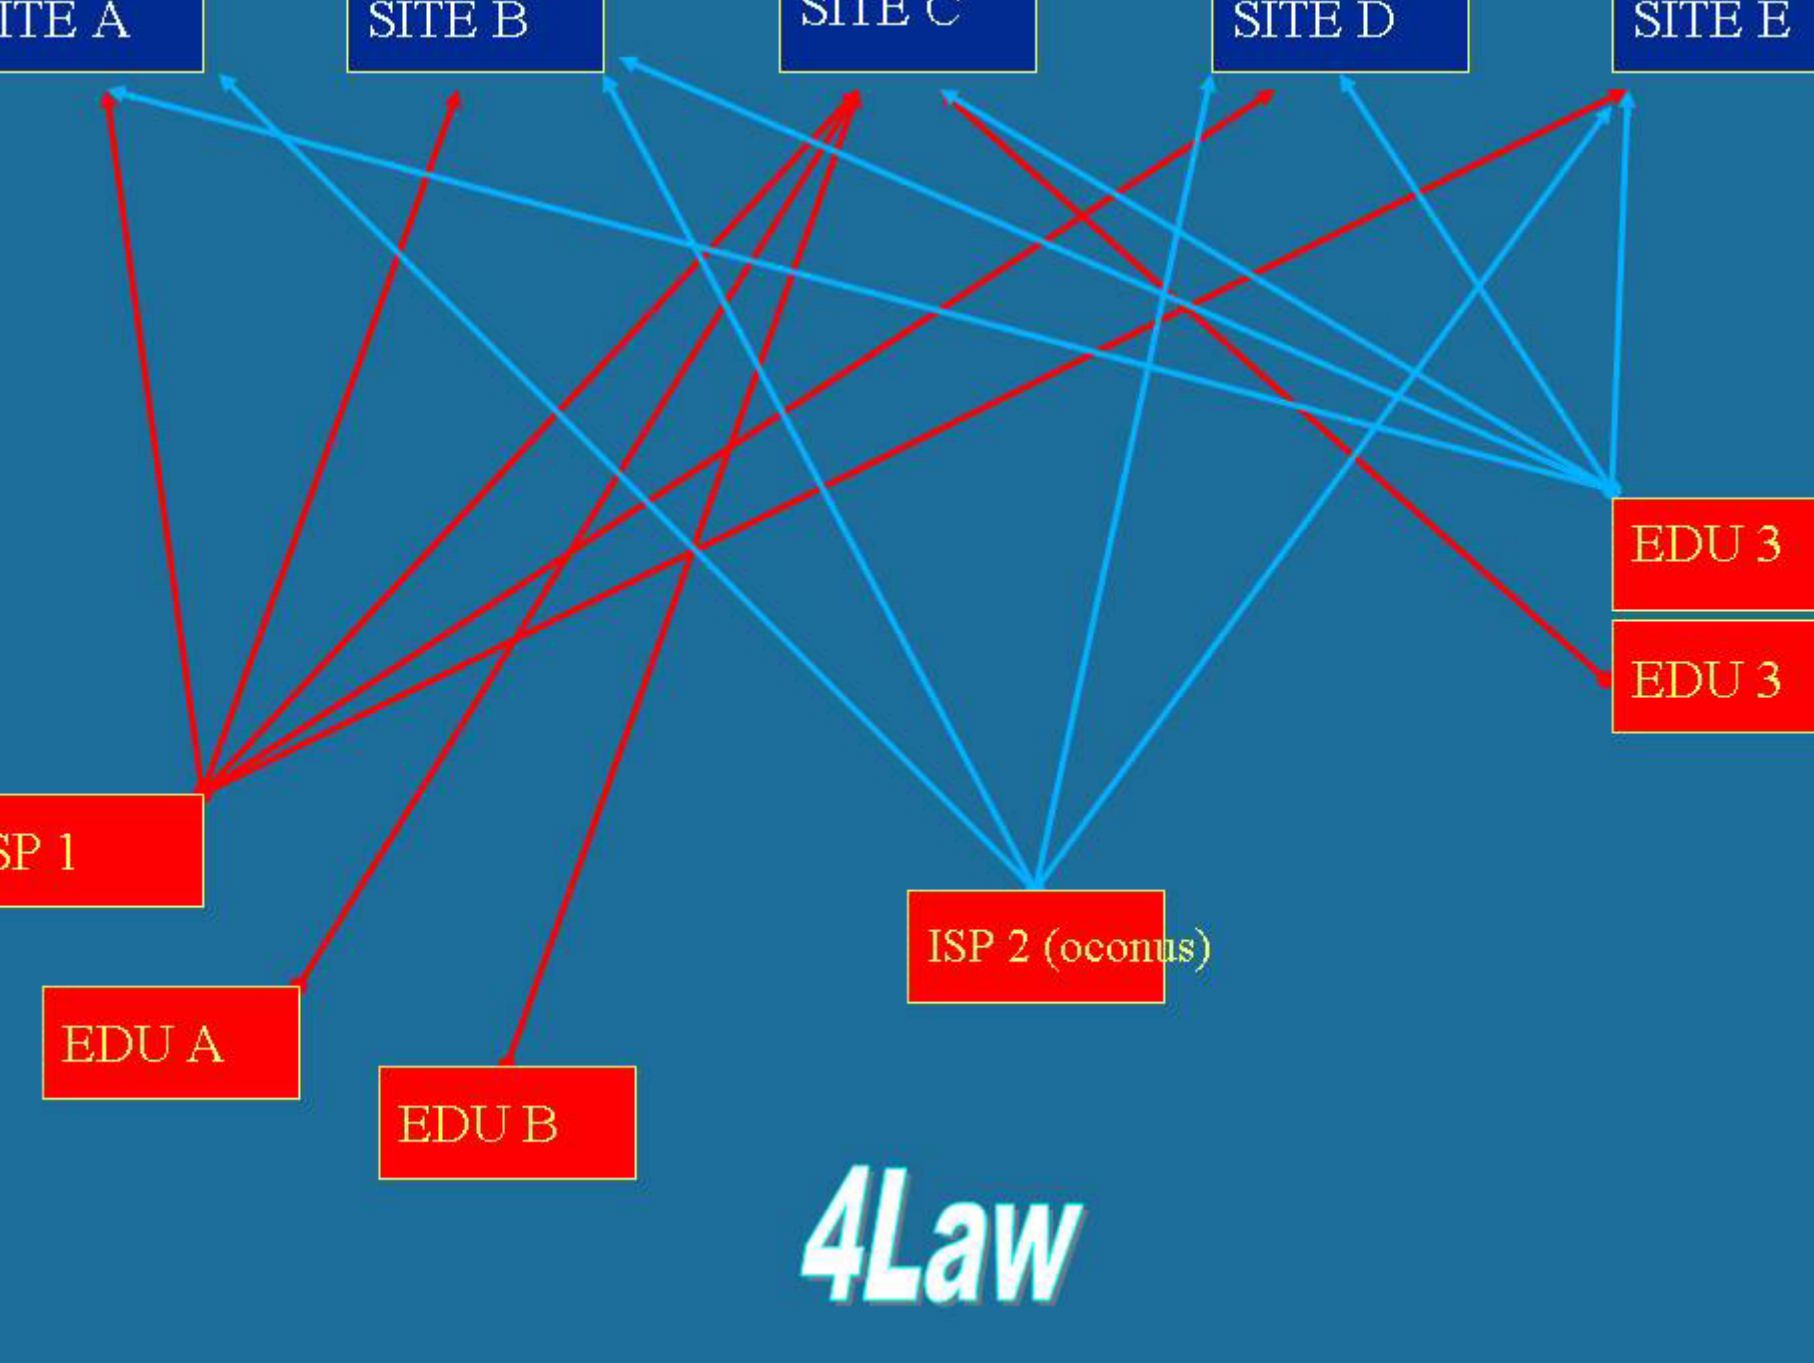 ITE A
SITE B
SITE C
SITE D
SITE E
EDU 3
EDU 3
SP 1
ISP 2 (oconus)
EDU A
EDU B
4Law